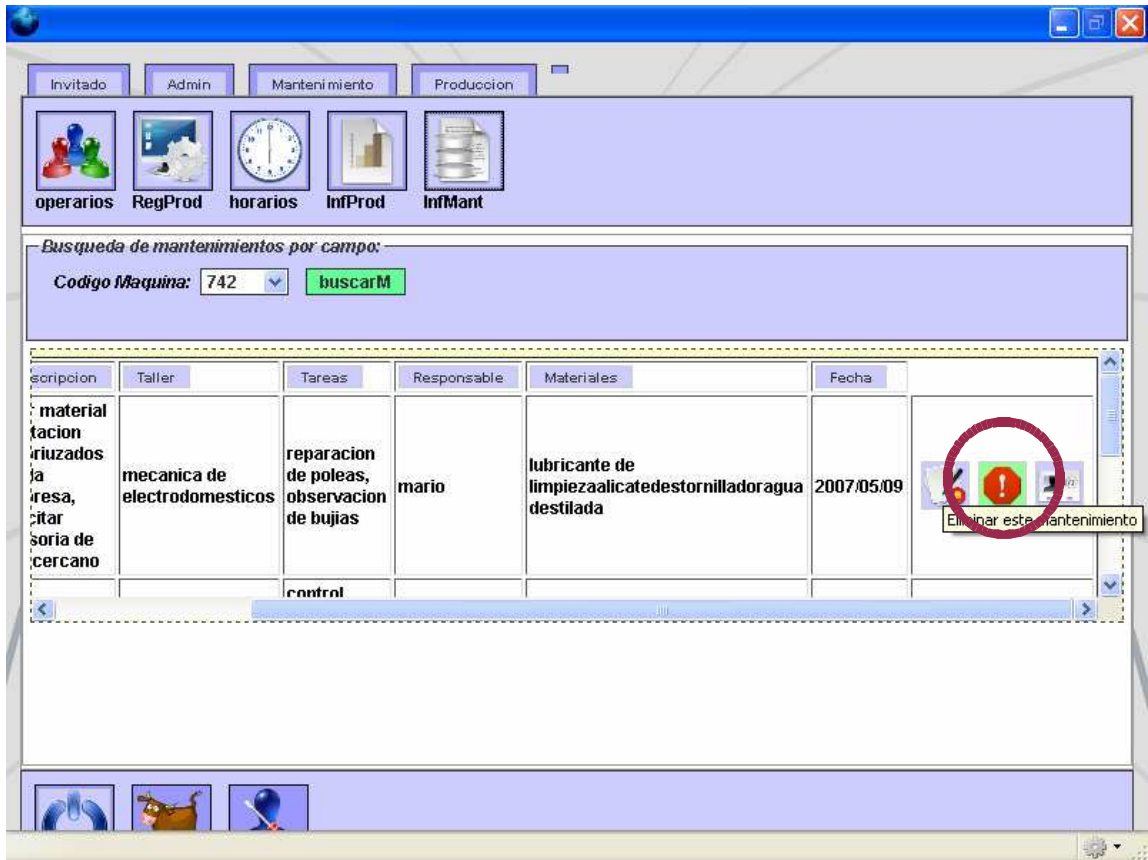 Invitado Admin Mantenimiento Produccion
operarios RegProd horarios InfProd InfMant
Busqueda de mantenimientos por campo:
Codigo Maquina: 742 buscarM
scripcion Taller Tareas Responsable Materiales Fecha
material
tacion
riuzados
resa,
citar
soria de
cercano
mecanica de
electrodomesticos
reparacion
de poleas,
observacion
de bujias
mario
lubricante de
limpiezaalicatedestornilladoragua
destilada
2007/05/09
Eliminar este mantenimiento
control